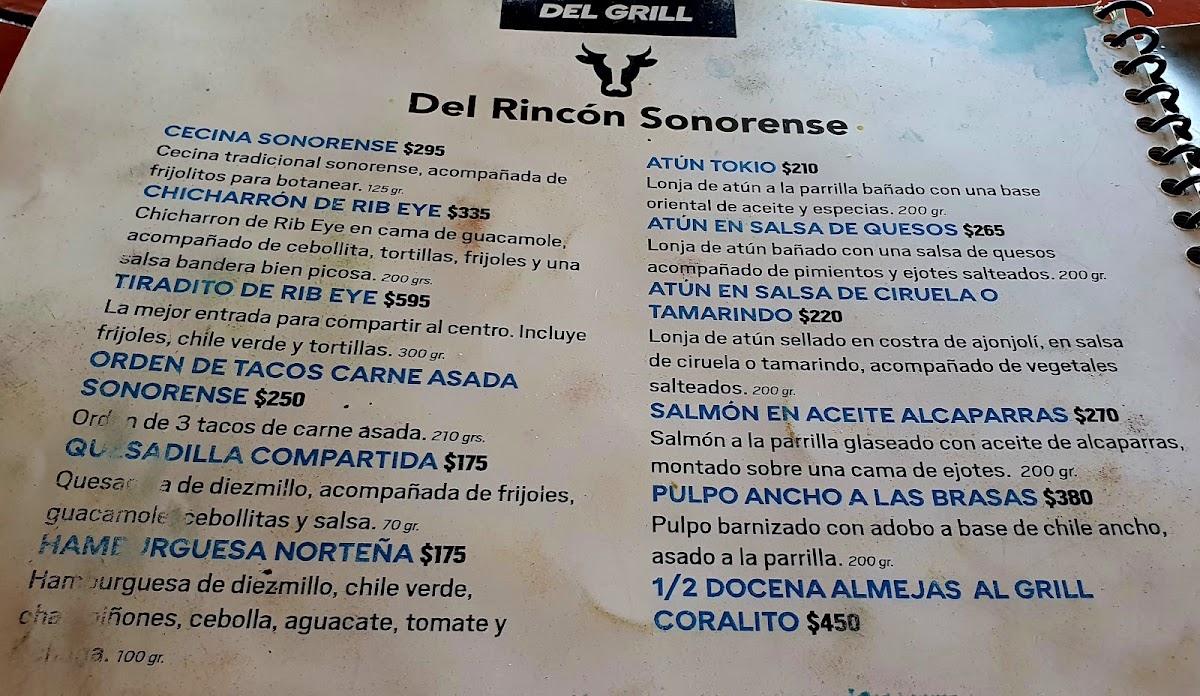 DEL GRILL
Del Rincón Sonorense
CECINA SONORENSE $295
Cecina tradicional sonorense, acompañada de
frijolitos para botanear. 125 gr.
CHICHARRÓN DE RIB EYE $335
Chicharron de Rib Eye en cama de guacamole,
acompañado de cebollita, tortillas, frijoles y una
salsa bandera bien picosa. 200 grs.
TIRADITO DE RIB EYE $595
La mejor entrada para compartir al centro. Incluye
frijoles, chile verde y tortillas. 300 gr.
ORDEN DE TACOS CARNE ASADA
SONORENSE $250
Orden de 3 tacos de carne asada. 210 grs.
QUESADILLA COMPARTIDA $175
Quesadilla de diezmillo, acompañada de frijoles,
guacamole, cebollitas y salsa. 70 gr.
HAMBURGUESA NORTEÑA $175
Hamburguesa de diezmillo, chile verde,
champiñones, cebolla, aguacate, tomate y
100 gr.
ATÚN TOKIO $210
Lonja de atún a la parrilla bañado con una base
oriental de aceite y especias. 200 gr.
ATÚN EN SALSA DE QUESOS $265
Lonja de atún bañado con una salsa de quesos
acompañado de pimientos y ejotes salteados. 200 gr.
ATÚN EN SALSA DE CIRUELA O
TAMARINDO $220
Lonja de atún sellado en costra de ajonjolí, en salsa
de ciruela o tamarindo, acompañado de vegetales
salteados. 200 gr.
SALMÓN EN ACEITE ALCAPARRAS $270
Salmón a la parrilla glaseado con aceite de alcaparras,
montado sobre una cama de ejotes. 200 gr.
PULPO ANCHO A LAS BRASAS $380
Pulpo barnizado con adobo a base de chile ancho,
asado a la parrilla. 200 gr.
1/2 DOCENA ALMEJAS AL GRILL
CORALITO $450